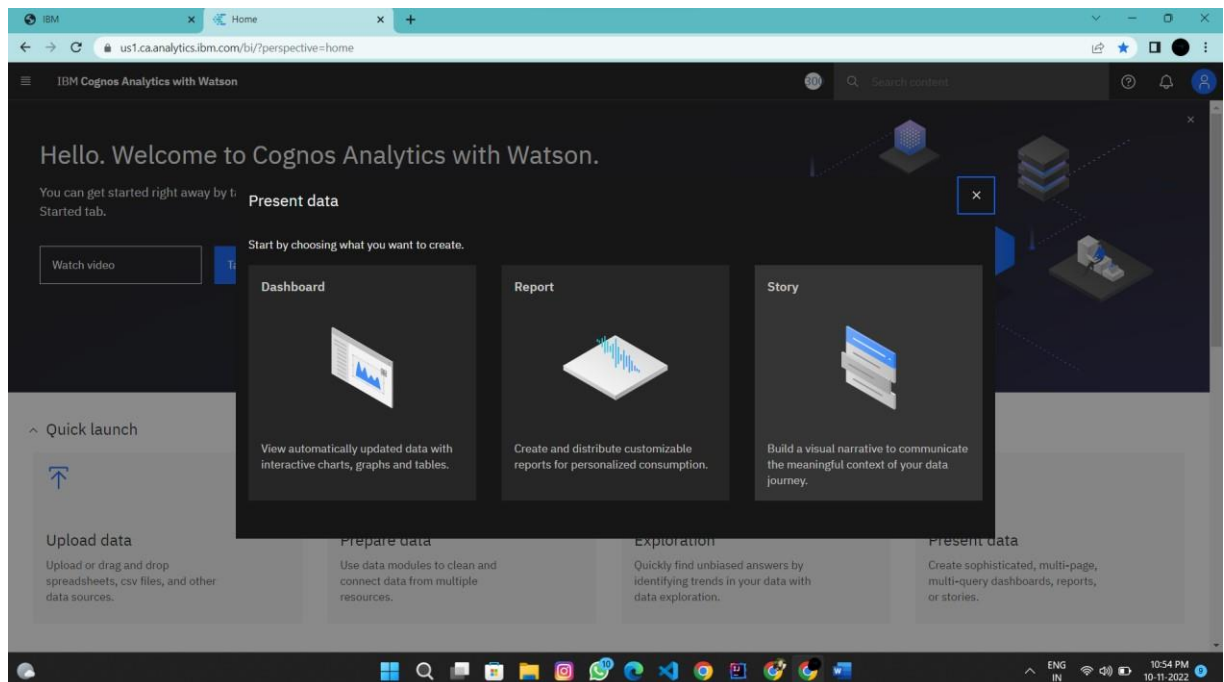 IBM
Home
us1.ca.analytics.ibm.com/bi/?perspective=home
IBM Cognos Analytics with Watson
Search content
Hello. Welcome to Cognos Analytics with Watson.
You can get started right away by ta
Started tab.
Watch video
Ta
Present data
Start by choosing what you want to create.
Dashboard
View automatically updated data with
interactive charts, graphs and tables.
Report
Create and distribute customizable
reports for personalized consumption.
Story
Build a visual narrative to communicate
the meaningful context of your data
journey.
Quick launch
Upload data
Upload or drag and drop
spreadsheets, csv files, and other
data sources.
Prepare data
Use data modules to clean and
connect data from multiple
resources.
Exploration
Quickly find unbiased answers by
identifying trends in your data with
data exploration.
Present data
Create sophisticated, multi-page,
multi-query dashboards, reports,
or stories.
10
ENG
IN
10:54 PM
10-11-2022